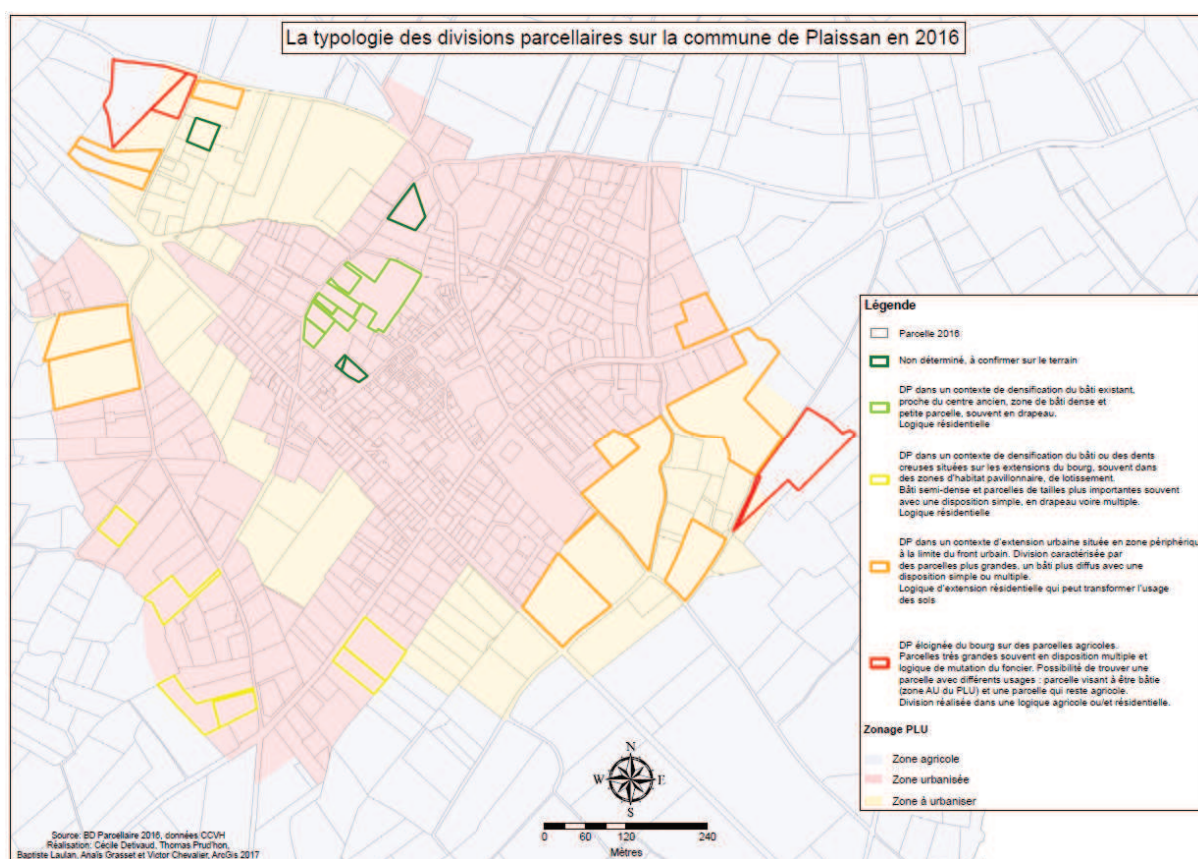 La typologie des divisions parcellaires sur la commune de Plaissan en 2016
Légende
Parcelle 2016
Non déterminé, à confirmer sur le terrain
DP dans un contexte de densification du bâti existant,
proche du centre ancien, zone de bâti dense et
petite parcelle, souvent en drapeau.
Logique résidentielle
DP dans un contexte de densification du bâti ou des dents
creuses situées sur les extensions du bourg, souvent dans
des zones d'habitat pavillonnaire, de lotissement.
Bâti semi-dense et parcelles de tailles plus importantes souvent
avec une disposition simple, en drapeau voire multiple.
Logique résidentielle
DP dans un contexte d'extension urbaine située en zone périphériqu
à la limite du front urbain. Division caractérisée par
des parcelles plus grandes, un bâti plus diffus avec une
disposition simple ou multiple.
Logique d'extension résidentielle qui peut transformer l'usage
des sols
DP éloignée du bourg sur des parcelles agricoles.
Parcelles très grandes souvent en disposition multiple et
logique de mutation du foncier. Possibilité de trouver une
parcelle avec différents usages : parcelle visant à être bâtie
(zone AU du PLU) et une parcelle qui reste agricole.
Division réalisée dans une logique agricole ou/et résidentielle.
Zonage PLU
Zone agricole
Zone urbanisée
Zone à urbaniser
N
W E
S
0 60 120 240
Mètres
Source: BD Parcellaire 2016, données CCVH
Réalisation: Cécile Detivaud, Thomas Prud'hon,
Baptiste Laulan, Anaïs Grasset et Victor Chevalier, ArcGis 2017